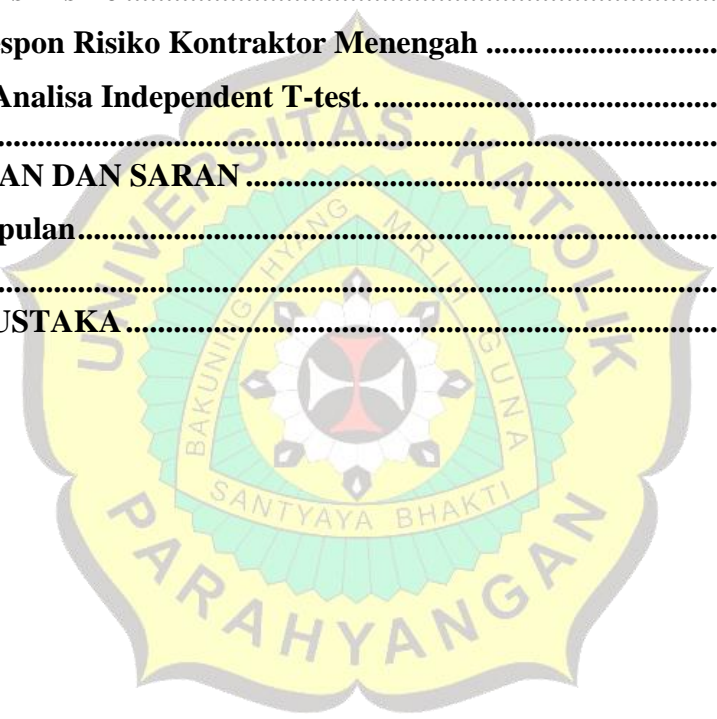 spon Risiko Kontraktor Menengah ..............................
Analisa Independent T-test. ............................................
..........................................................................................
AN DAN SARAN ...........................................................
pulan................................................................................
..........................................................................................
USTAKA ..........................................................................
UNIVERSITAS KATOLIK
PARAHYANGAN
BAKUNING HYANG MRIH GUNA
SANTYAYA BHAKTI